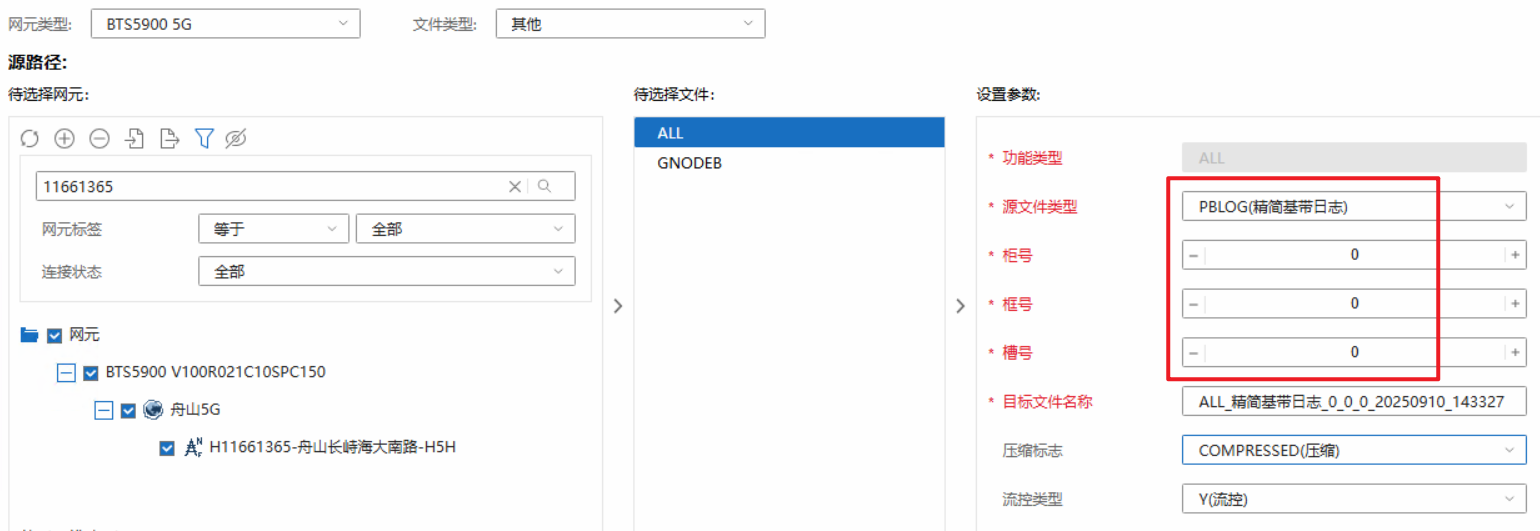 网元类型: BTS5900 5G 文件类型: 其他
源路径:
待选择网元: 待选择文件: 设置参数:
ALL
GNODEB
11661365
网元标签 等于 全部
连接状态 全部
网元
BTS5900 V100R021C10SPC150
舟山5G
H11661365-舟山长峙海大南路-H5H
* 功能类型 ALL
* 源文件类型 PBLOG(精简基带日志)
* 柜号 0
* 框号 0
* 槽号 0
* 目标文件名称 ALL_精简基带日志_0_0_0_20250910_143327
压缩标志 COMPRESSED(压缩)
流控类型 Y(流控)